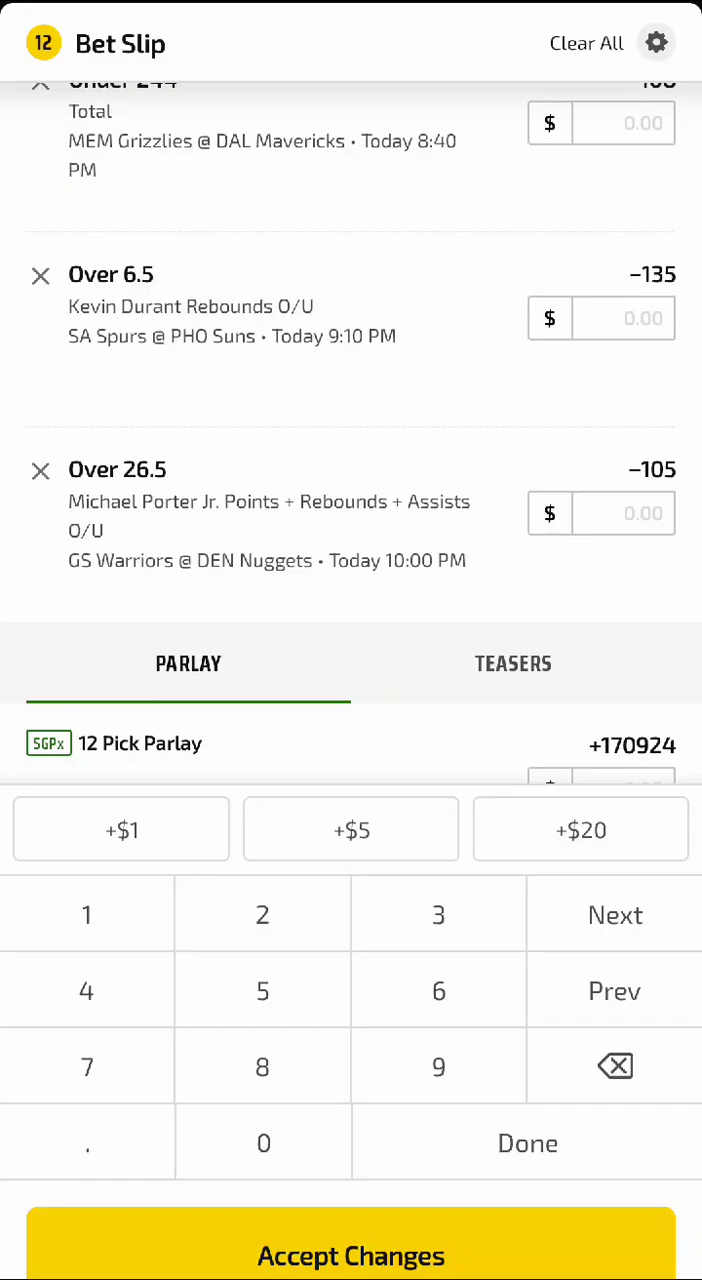 12 Bet Slip Clear All
Under 244
Total
MEM Grizzlies @ DAL Mavericks • Today 8:40
PM
$ 0.00
Over 6.5 −135
Kevin Durant Rebounds O/U
SA Spurs @ PHO Suns • Today 9:10 PM
$ 0.00
Over 26.5 −105
Michael Porter Jr. Points + Rebounds + Assists
O/U
GS Warriors @ DEN Nuggets • Today 10:00 PM
$ 0.00
PARLAY TEASERS
SGPx 12 Pick Parlay +170924
+$1 +$5 +$20
1 2 3 Next
4 5 6 Prev
7 8 9
. 0 Done
Accept Changes